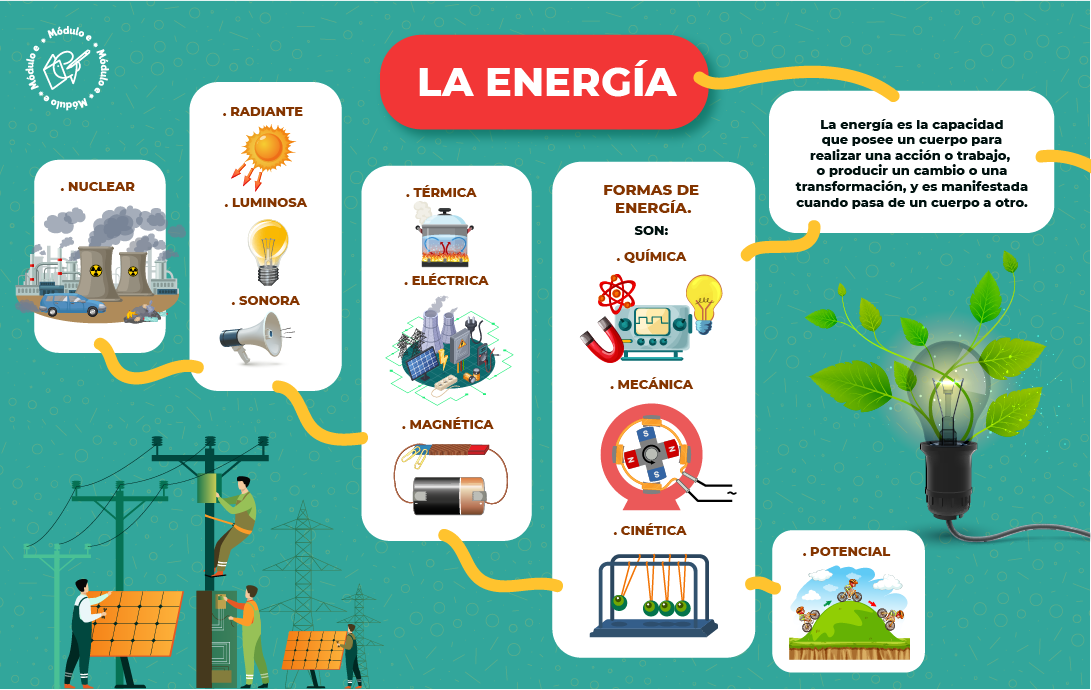 Módulo e • Módulo e • Módulo e • Módulo e •
LA ENERGÍA
La energía es la capacidad
que posee un cuerpo para
realizar una acción o trabajo,
o producir un cambio o una
transformación, y es manifestada
cuando pasa de un cuerpo a otro.
FORMAS DE
ENERGÍA.
SON:
. QUÍMICA
. MECÁNICA
S
N
N
S
~
. CINÉTICA
. POTENCIAL
. TÉRMICA
. ELÉCTRICA
. MAGNÉTICA
. RADIANTE
. LUMINOSA
. SONORA
. NUCLEAR